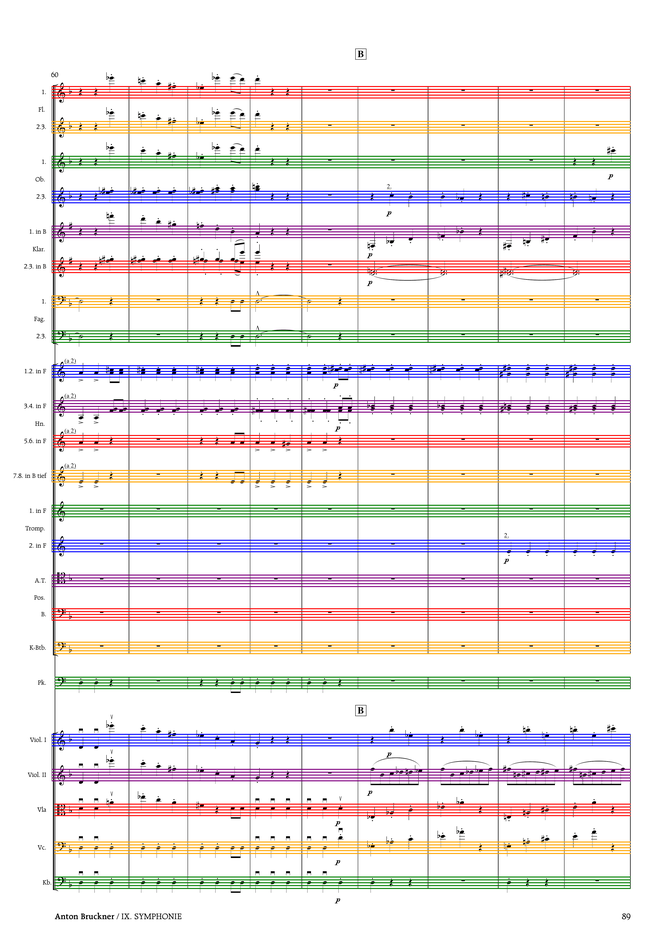 B
60
1.
Fl.
2.3.
1.
Ob.
2.3.
2.
p
p
1. in B
Klar.
p
2.3. in B
p
1.
Fag.
2.3.
(a 2)
1.2. in F
p
(a 2)
3.4. in F
p
Hn.
(a 2)
5.6. in F
(a 2)
7.8. in B tief
1. in F
Tromp.
2.
2. in F
p
A.T.
Pos.
B.
K-Btb.
Pk.
B
Viol. I
p
Viol. II
p
Vla
p
Vc.
p
Kb.
p
Anton Bruckner / IX. SYMPHONIE
89